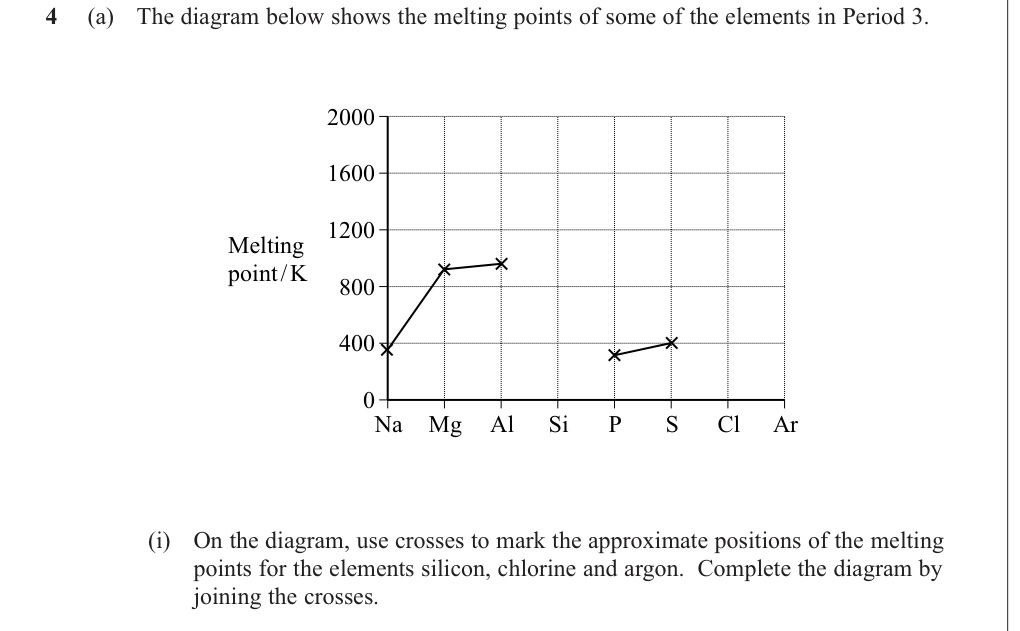 4 (a) The diagram below shows the melting points of some of the elements in Period 3.
2000
1600
1200
Melting
point/K
800
400
0
Na Mg Al Si P S Cl Ar
(i) On the diagram, use crosses to mark the approximate positions of the melting
points for the elements silicon, chlorine and argon. Complete the diagram by
joining the crosses.